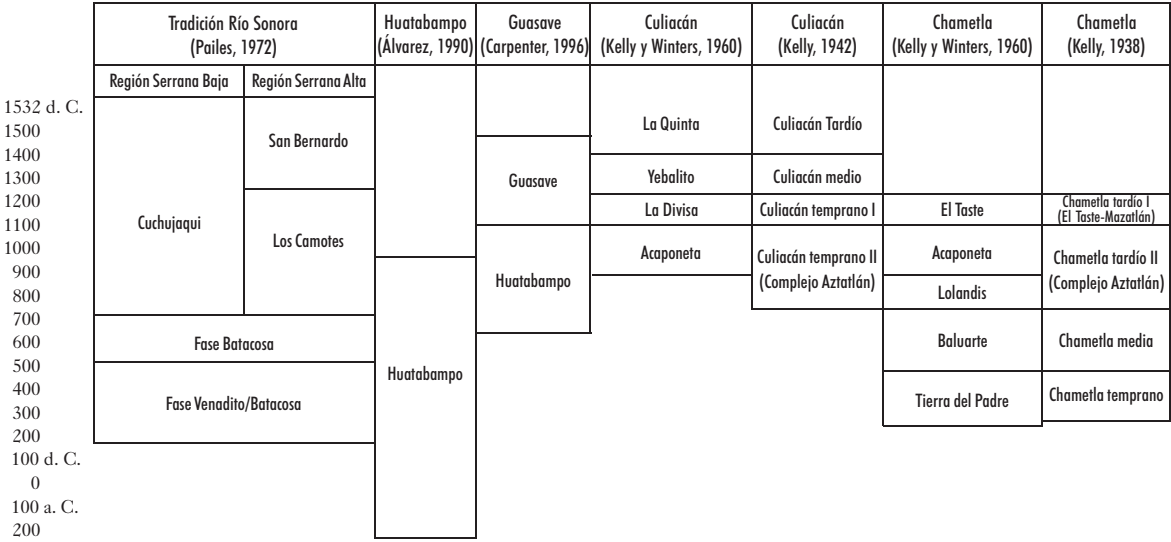 Tradición Río Sonora
(Pailes, 1972)
Huatabampo
(Álvarez, 1990)
Guasave
(Carpenter, 1996)
Culiacán
(Kelly y Winters, 1960)
Culiacán
(Kelly, 1942)
Chametla
(Kelly y Winters, 1960)
Chametla
(Kelly, 1938)
Región Serrana Baja
Región Serrana Alta
1532 d. C.
1500
1400
1300
1200
1100
1000
900
800
700
600
500
400
300
200
100 d. C.
0
100 a. C.
200
Cuchujaqui
San Bernardo
Los Camotes
Fase Batacosa
Fase Venadito/Batacosa
Huatabampo
Guasave
Huatabampo
La Quinta
Yebalito
La Divisa
Acaponeta
Culiacán Tardío
Culiacán medio
Culiacán temprano I
Culiacán temprano II
(Complejo Aztatlán)
El Taste
Acaponeta
Lolandis
Baluarte
Tierra del Padre
Chametla tardío I
(El Taste-Mazatlán)
Chametla tardío II
(Complejo Aztatlán)
Chametla media
Chametla temprano